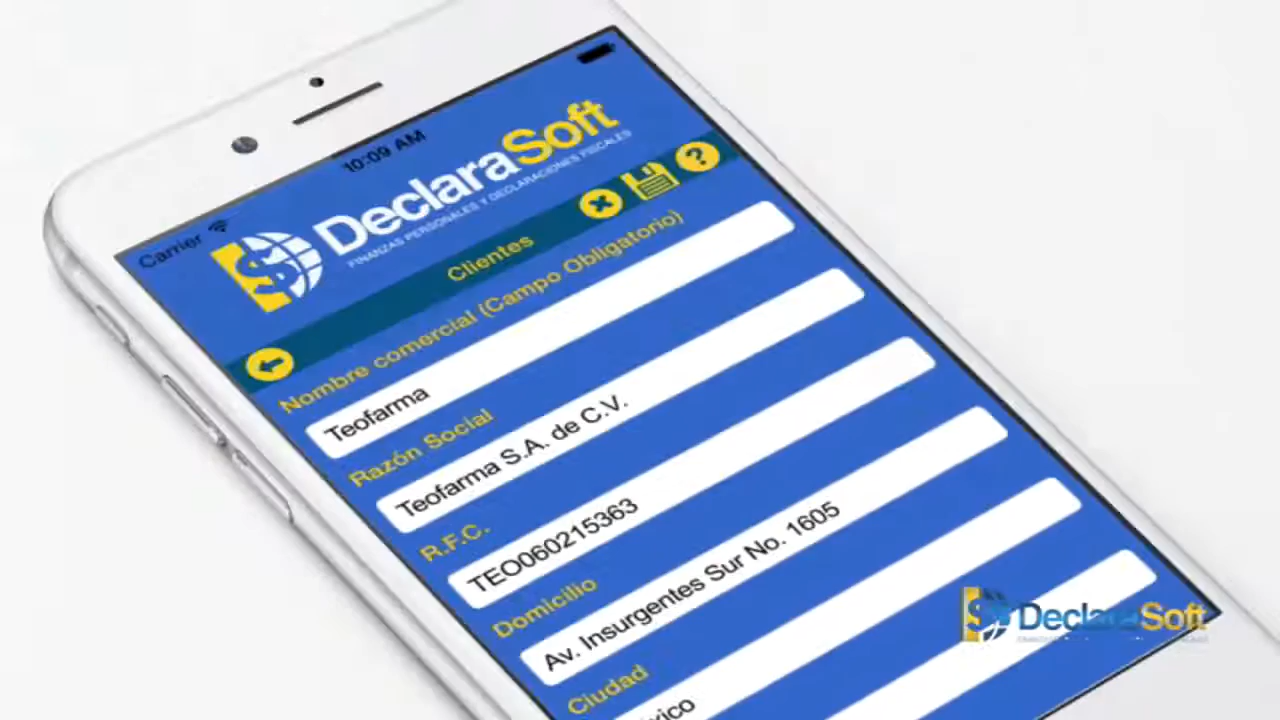 Carrier 10:09 AM
DeclaraSoft
FINANZAS PERSONALES Y DECLARACIONES FISCALES
Clientes
Nombre comercial (Campo Obligatorio)
Teofarma
Razón Social
Teofarma S.A. de C.V.
R.F.C.
TEO060215363
Domicilio
Av. Insurgentes Sur No. 1605
Ciudad
xico
DeclaraSoft